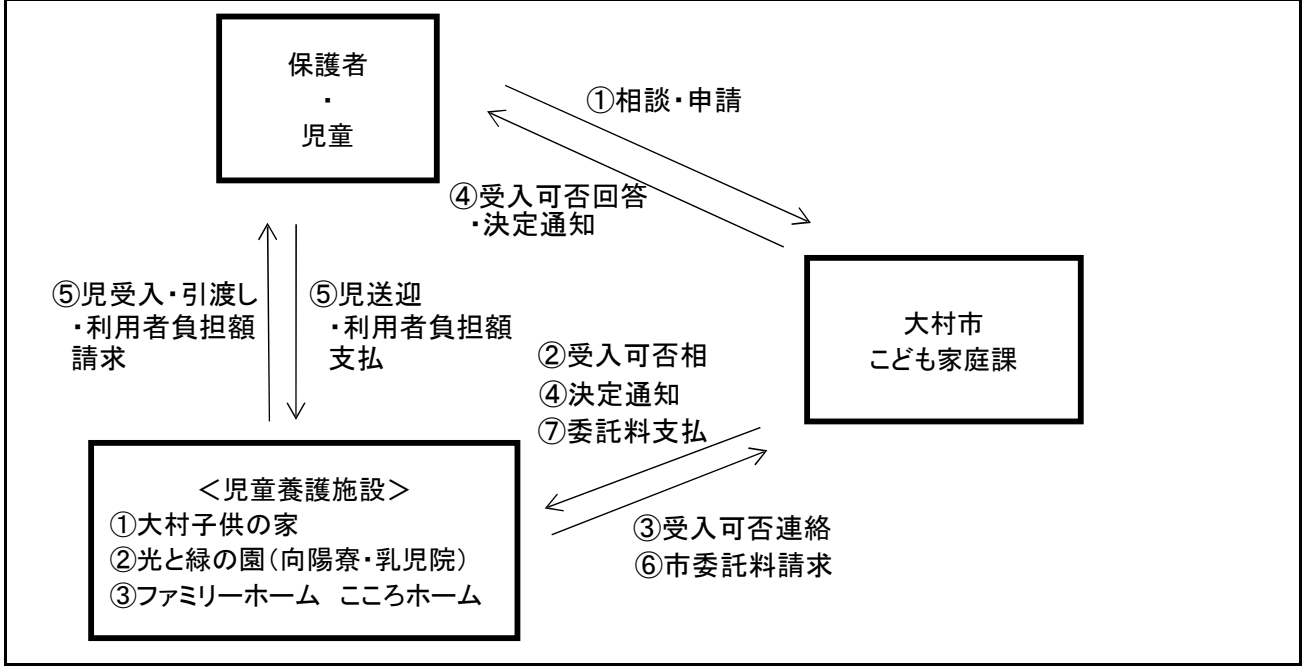 保護者
・
児童
①相談・申請
④受入可否回答
・決定通知
⑤児受入・引渡し
・利用者負担額
請求
⑤児送迎
・利用者負担額
支払
大村市
こども家庭課
②受入可否相
④決定通知
⑦委託料支払
＜児童養護施設＞
①大村子供の家
②光と緑の園（向陽寮・乳児院）
③ファミリーホーム　こころホーム
③受入可否連絡
⑥市委託料請求